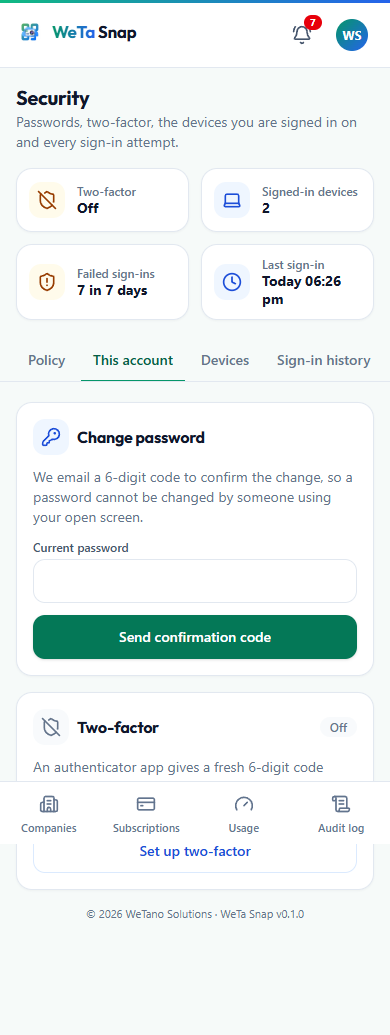 WeTa Snap
7
WS
Security
Passwords, two-factor, the devices you are signed in on
and every sign-in attempt.
Two-factor
Off
Signed-in devices
2
Failed sign-ins
7 in 7 days
Last sign-in
Today 06:26
pm
Policy
This account
Devices
Sign-in history
Change password
We email a 6-digit code to confirm the change, so a
password cannot be changed by someone using
your open screen.
Current password
Send confirmation code
Two-factor
Off
An authenticator app gives a fresh 6-digit code
Companies
Subscriptions
Usage
Audit log
Set up two-factor
© 2026 WeTano Solutions · WeTa Snap v0.1.0